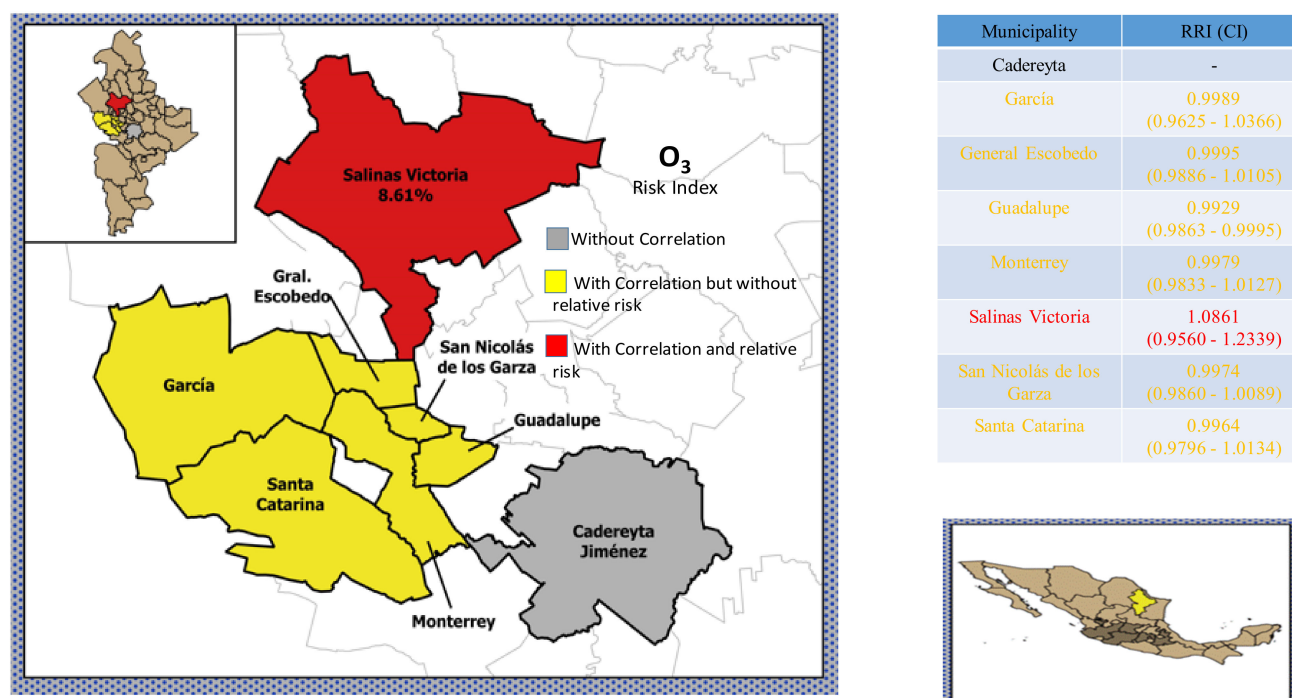 Salinas Victoria
8.61%
O₃
Risk Index
Without Correlation
With Correlation but without
relative risk
With Correlation and relative
risk
Gral.
Escobedo
San Nicolás
de los Garza
García
Guadalupe
Santa
Catarina
Cadereyta
Jiménez
Monterrey
Municipality RRI (CI)
Cadereyta -
García 0.9989
(0.9625 - 1.0366)
General Escobedo 0.9995
(0.9886 - 1.0105)
Guadalupe 0.9929
(0.9863 - 0.9995)
Monterrey 0.9979
(0.9833 - 1.0127)
Salinas Victoria 1.0861
(0.9560 - 1.2339)
San Nicolás de los 0.9974
Garza (0.9860 - 1.0089)
Santa Catarina 0.9964
(0.9796 - 1.0134)